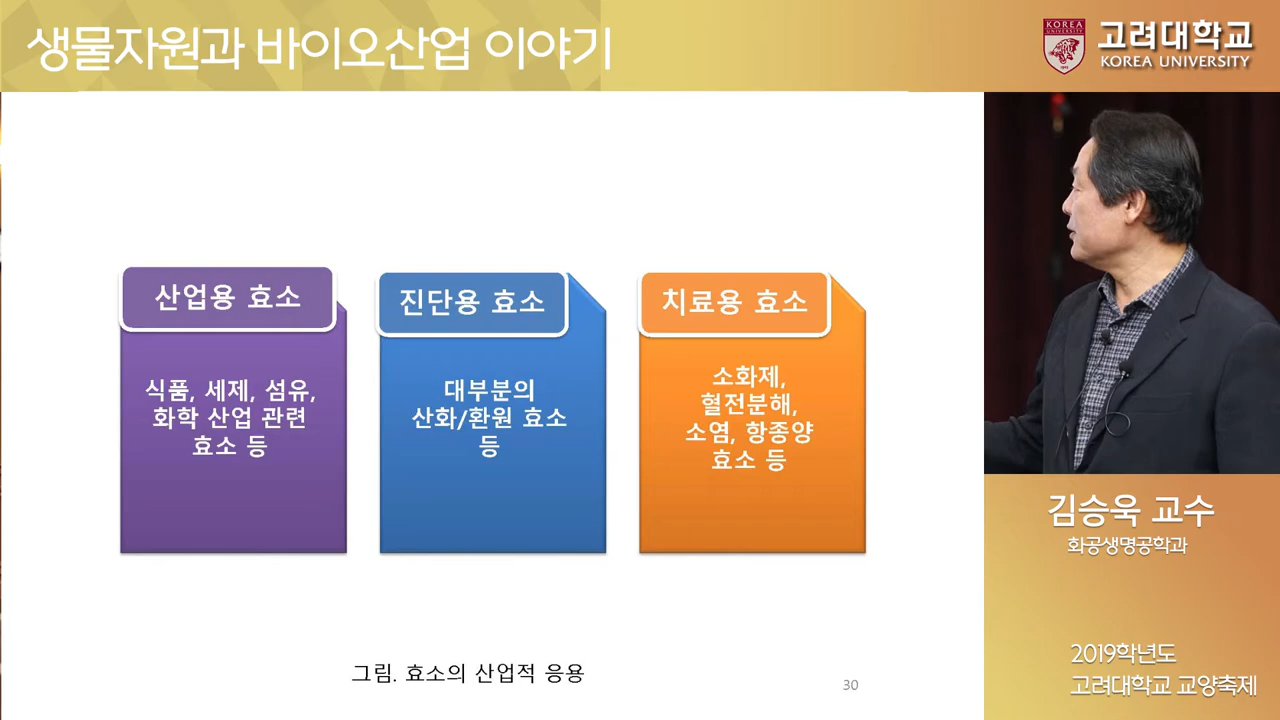 생물자원과 바이오산업 이야기
KOREA
UNIVERSITY
고려대학교
KOREA UNIVERSITY
산업용 효소
식품, 세제, 섬유,
화학 산업 관련
효소 등
진단용 효소
대부분의
산화/환원 효소
등
치료용 효소
소화제,
혈전분해,
소염, 항종양
효소 등
그림. 효소의 산업적 응용
30
김승욱 교수
화공생명공학과
2019학년도
고려대학교 교양축제